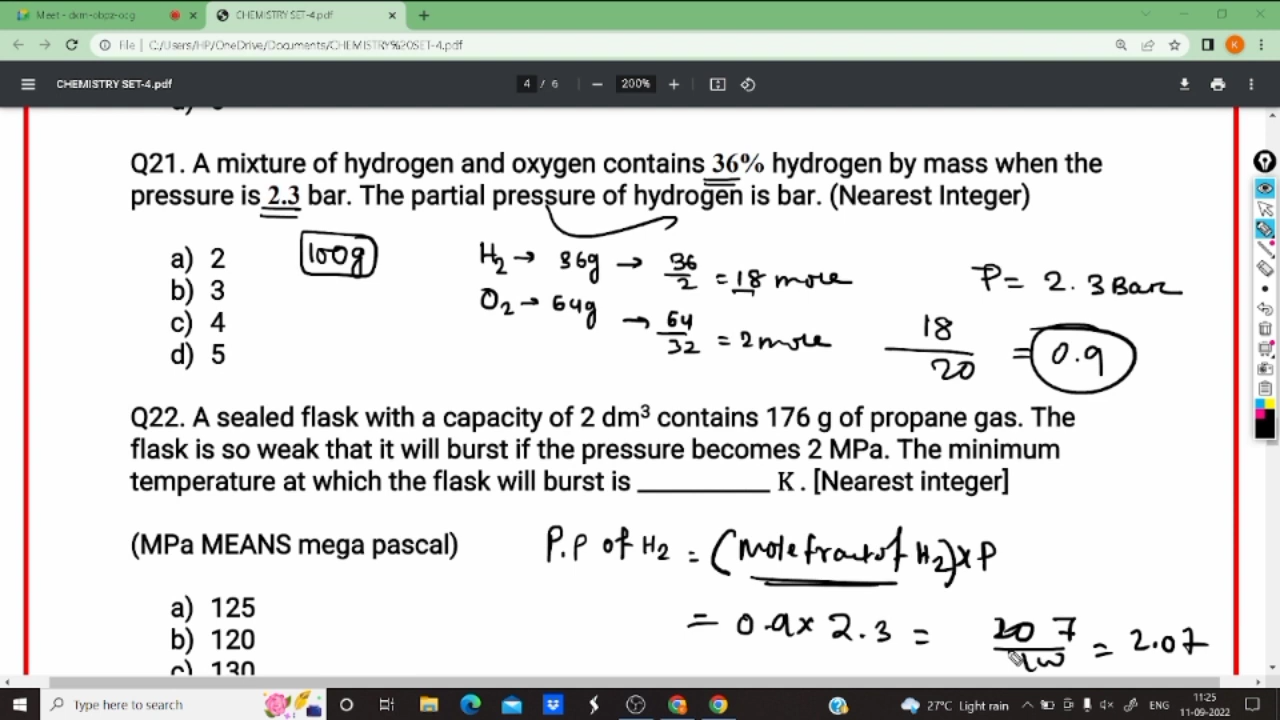 Meet - dxm-obpz-ocg
CHEMISTRY SET-4.pdf
File | C:/Users/HP/OneDrive/Documents/CHEMISTRY%20SET-4.pdf
CHEMISTRY SET-4.pdf
4 / 6
200%
Q21. A mixture of hydrogen and oxygen contains 36% hydrogen by mass when the
pressure is 2.3 bar. The partial pressure of hydrogen is bar. (Nearest Integer)
a) 2
b) 3
c) 4
d) 5
100g
H2 → 36g → 36/2 = 18 mole
O2 → 64g → 64/32 = 2 mole
P = 2.3 Bar
18/20 = 0.9
Q22. A sealed flask with a capacity of 2 dm³ contains 176 g of propane gas. The
flask is so weak that it will burst if the pressure becomes 2 MPa. The minimum
temperature at which the flask will burst is __________ K. [Nearest integer]
(MPa MEANS mega pascal)
P.P of H2 = (mole fract of H2) x P
= 0.9 x 2.3 = 207/100 = 2.07
a) 125
b) 120
c) 130
Type here to search
27°C Light rain
ENG
11:25
11-09-2022